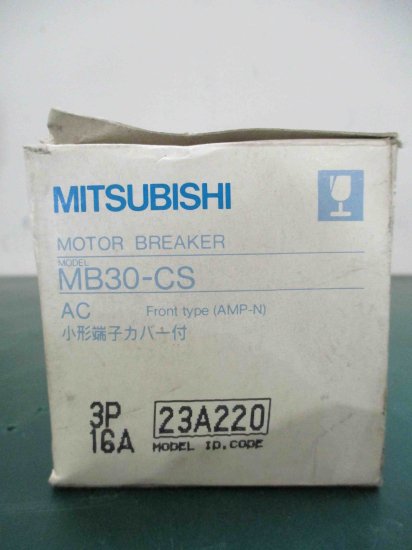 MITSUBISHI
MOTOR BREAKER
MODEL
MB30-CS
AC Front type (AMP-N)
小形端子カバー付
3P 23A220
16A MODEL ID.CODE